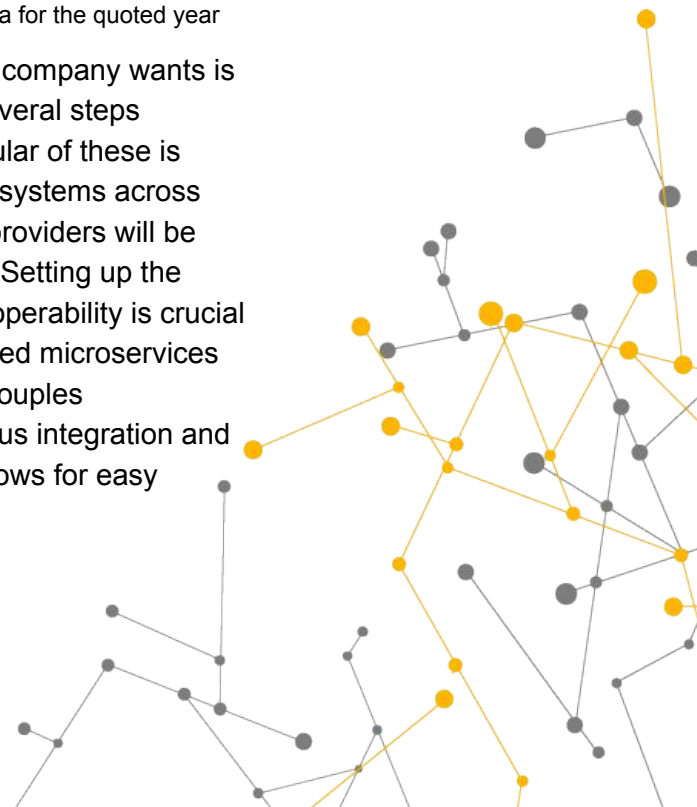 a for the quoted year
company wants is
veral steps
ular of these is
systems across
providers will be
Setting up the
operability is crucial
ed microservices
ouples
us integration and
ows for easy